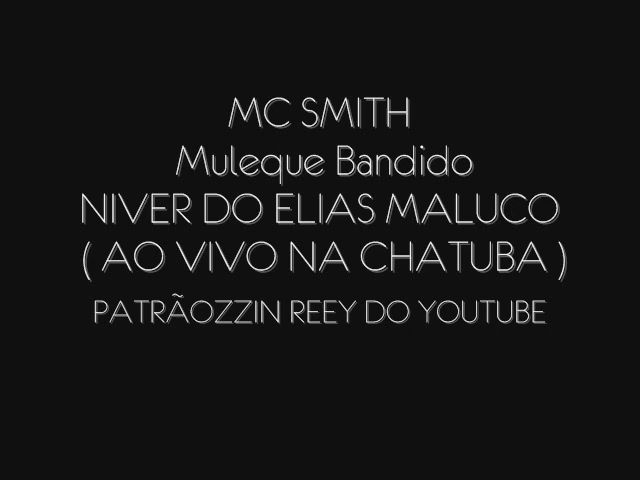 MC SMITH
Muleque Bandido
NIVER DO ELIAS MALUCO
( AO VIVO NA CHATUBA )
PATRÃOZZIN REEY DO YOUTUBE